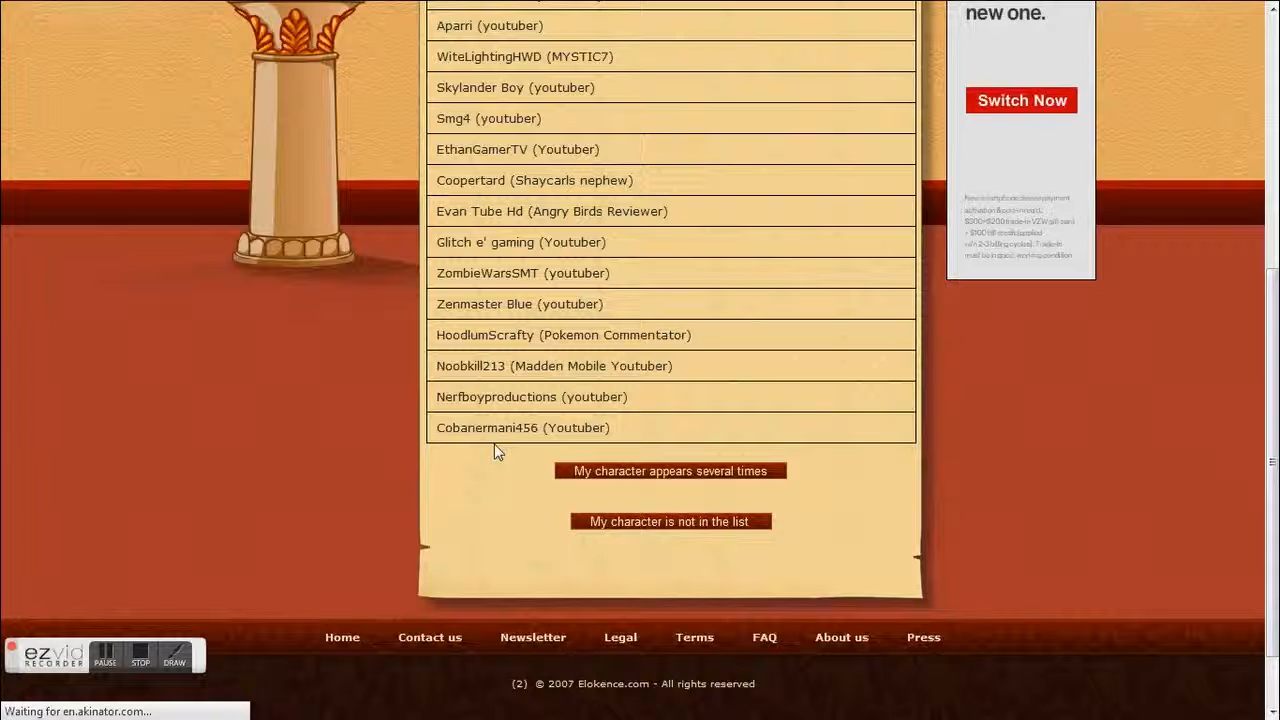 new one.
Aparri (youtuber)
WiteLightingHWD (MYSTIC7)
Skylander Boy (youtuber)
Switch Now
Smg4 (youtuber)
EthanGamerTV (Youtuber)
Coopertard (Shaycarls nephew)
Evan Tube Hd (Angry Birds Reviewer)
Glitch e' gaming (Youtuber)
ZombieWarsSMT (youtuber)
Zenmaster Blue (youtuber)
HoodlumScrafty (Pokemon Commentator)
Noobkill213 (Madden Mobile Youtuber)
Nerfboyproductions (youtuber)
Cobanermani456 (Youtuber)
My character appears several times
My character is not in the list
Home Contact us Newsletter Legal Terms FAQ About us Press
ezvid
RECORDER
PAUSE STOP DRAW
(2) © 2007 Elokence.com - All rights reserved
Waiting for en.akinator.com...